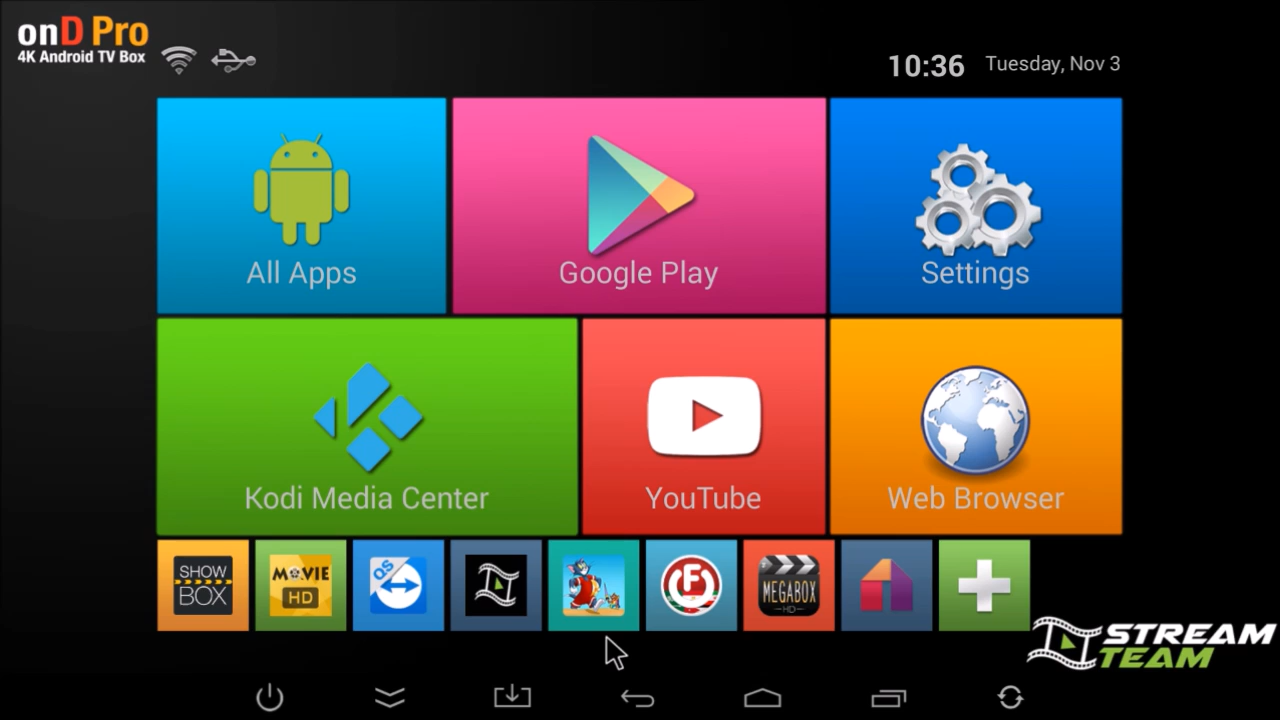 onD Pro
4K Android TV Box
10:36 Tuesday, Nov 3
All Apps
Google Play
Settings
Kodi Media Center
YouTube
Web Browser
SHOW
BOX
MOVIE
HD
QS
F
MEGABOX
HD
STREAM
TEAM